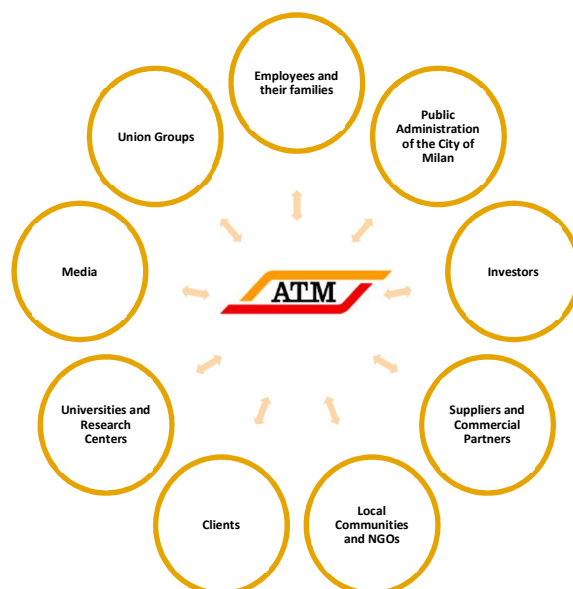 Employees and
their families
Public
Administration
of the City of
Milan
Union Groups
Media
ATM
Investors
Universities and
Research
Centers
Suppliers and
Commercial
Partners
Clients
Local
Communities
and NGOs